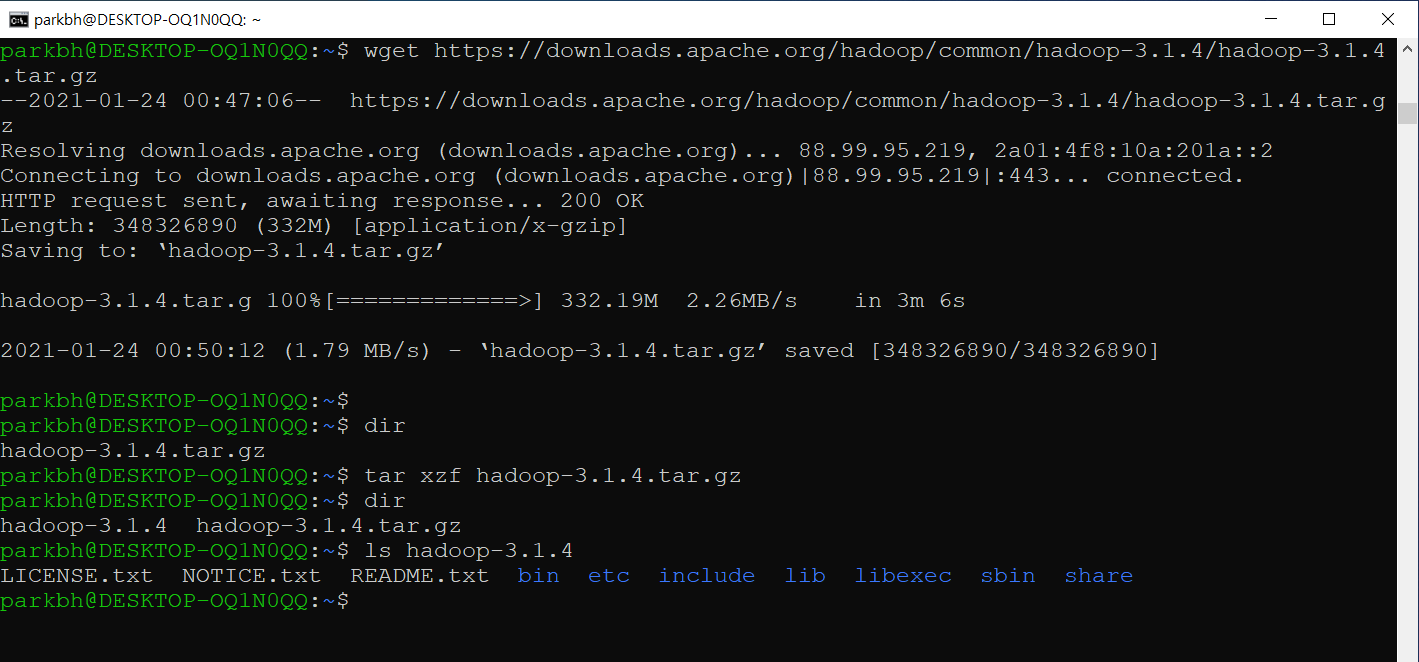 parkbh@DESKTOP-OQ1N0QQ: ~
parkbh@DESKTOP-OQ1N0QQ:~$ wget https://downloads.apache.org/hadoop/common/hadoop-3.1.4/hadoop-3.1.4
.tar.gz
--2021-01-24 00:47:06--  https://downloads.apache.org/hadoop/common/hadoop-3.1.4/hadoop-3.1.4.tar.g
z
Resolving downloads.apache.org (downloads.apache.org)... 88.99.95.219, 2a01:4f8:10a:201a::2
Connecting to downloads.apache.org (downloads.apache.org)|88.99.95.219|:443... connected.
HTTP request sent, awaiting response... 200 OK
Length: 348326890 (332M) [application/x-gzip]
Saving to: ‘hadoop-3.1.4.tar.gz’
hadoop-3.1.4.tar.g 100%[=============>] 332.19M  2.26MB/s    in 3m 6s
2021-01-24 00:50:12 (1.79 MB/s) - ‘hadoop-3.1.4.tar.gz’ saved [348326890/348326890]
parkbh@DESKTOP-OQ1N0QQ:~$
parkbh@DESKTOP-OQ1N0QQ:~$ dir
hadoop-3.1.4.tar.gz
parkbh@DESKTOP-OQ1N0QQ:~$ tar xzf hadoop-3.1.4.tar.gz
parkbh@DESKTOP-OQ1N0QQ:~$ dir
hadoop-3.1.4  hadoop-3.1.4.tar.gz
parkbh@DESKTOP-OQ1N0QQ:~$ ls hadoop-3.1.4
LICENSE.txt  NOTICE.txt  README.txt  bin  etc  include  lib  libexec  sbin  share
parkbh@DESKTOP-OQ1N0QQ:~$